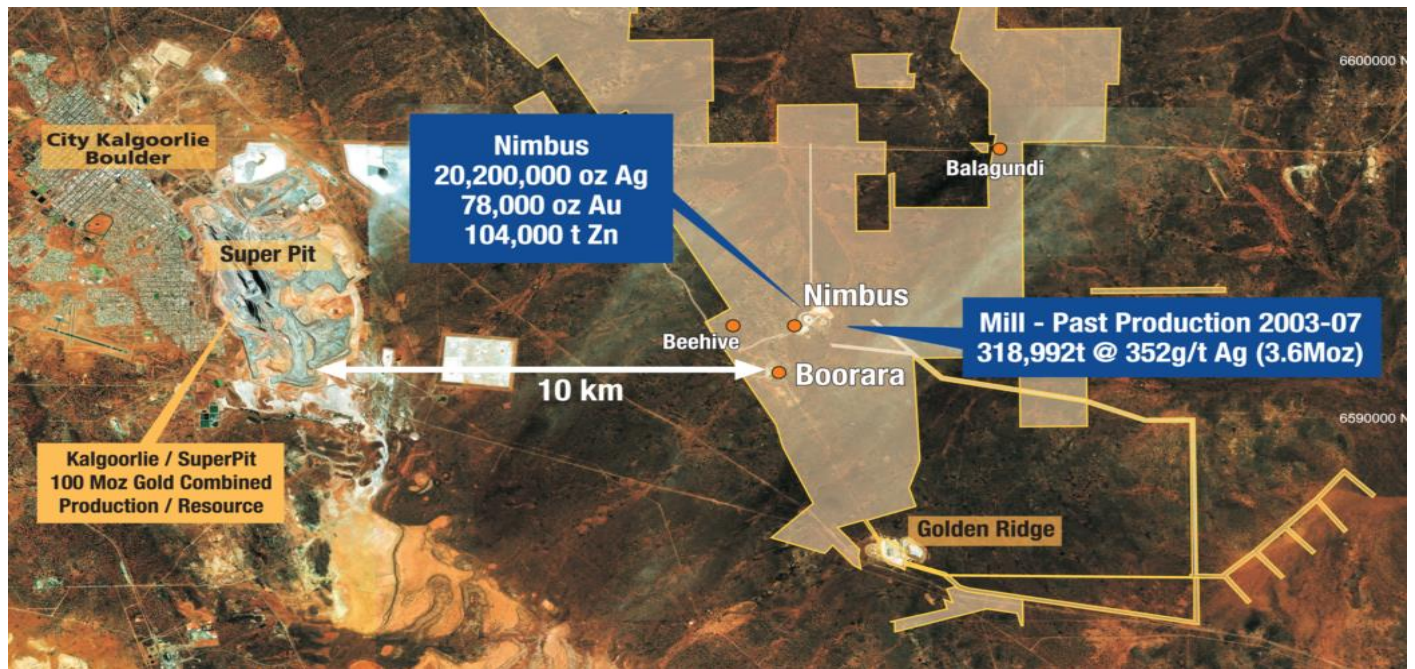 6600000 N
City Kalgoorlie
Boulder
Nimbus
20,200,000 oz Ag
78,000 oz Au
104,000 t Zn
Balagundi
Super Pit
Nimbus
Beehive
Mill - Past Production 2003-07
318,992t @ 352g/t Ag (3.6Moz)
Boorara
10 km
6590000 N
Kalgoorlie / SuperPit
100 Moz Gold Combined
Production / Resource
Golden Ridge